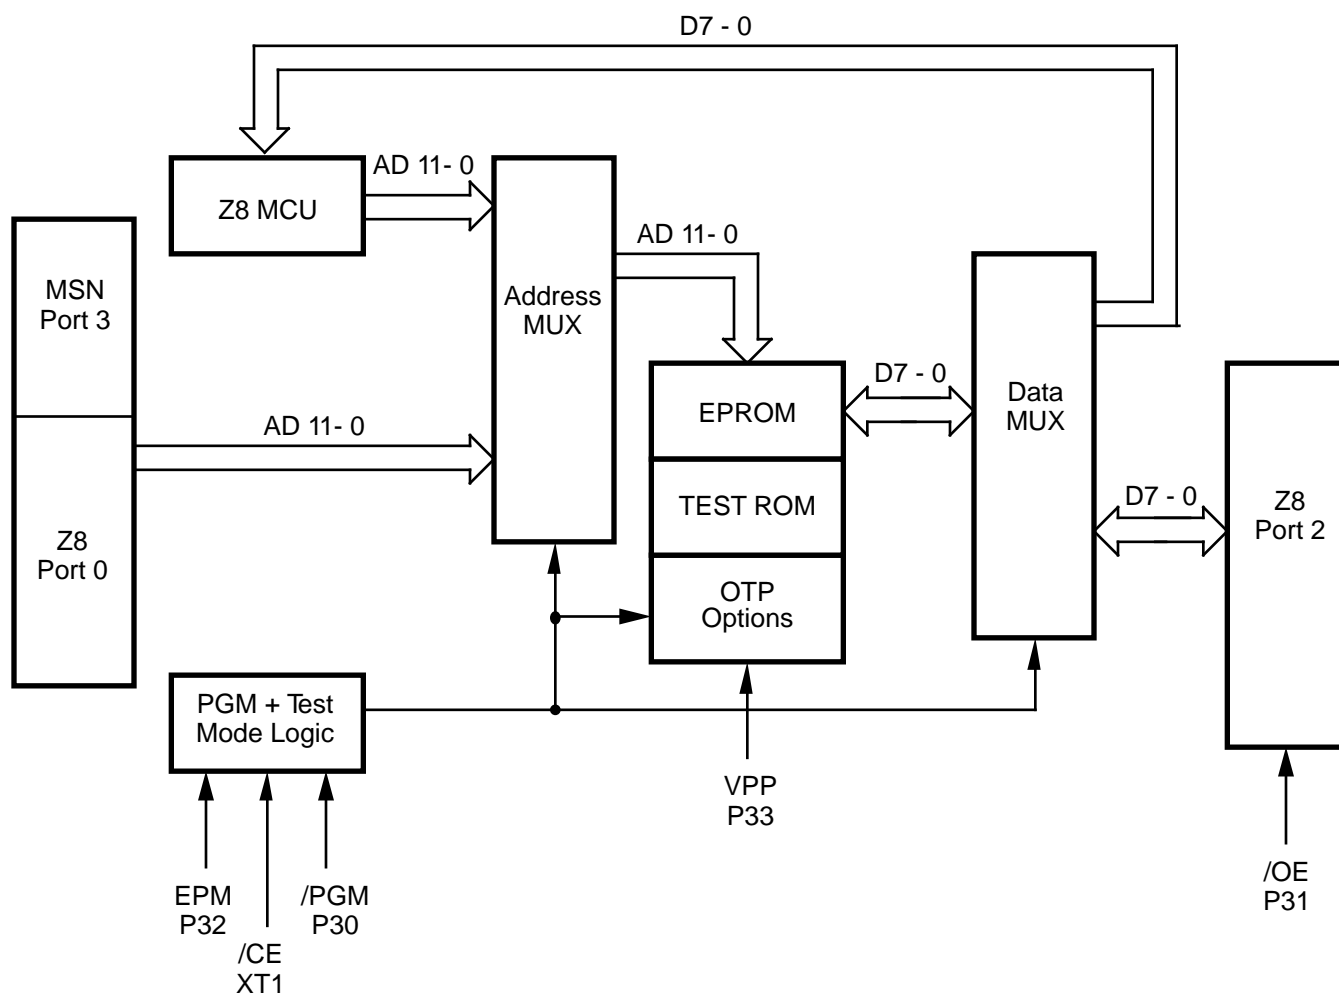 D7 - 0
AD 11- 0
Z8 MCU
AD 11- 0
MSN
Port 3
Address
MUX
D7 - 0
Data
MUX
EPROM
AD 11- 0
TEST ROM
D7 - 0
Z8
Port 2
Z8
Port 0
OTP
Options
PGM + Test
Mode Logic
VPP
P33
EPM
P32
/PGM
P30
/OE
P31
/CE
XT1